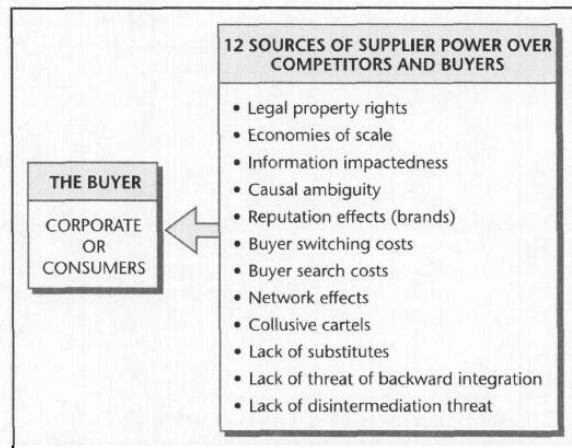 12 SOURCES OF SUPPLIER POWER OVER
COMPETITORS AND BUYERS
• Legal property rights
• Economies of scale
• Information impactedness
• Causal ambiguity
• Reputation effects (brands)
• Buyer switching costs
• Buyer search costs
• Network effects
• Collusive cartels
• Lack of substitutes
• Lack of threat of backward integration
• Lack of disintermediation threat
THE BUYER
CORPORATE
OR
CONSUMERS